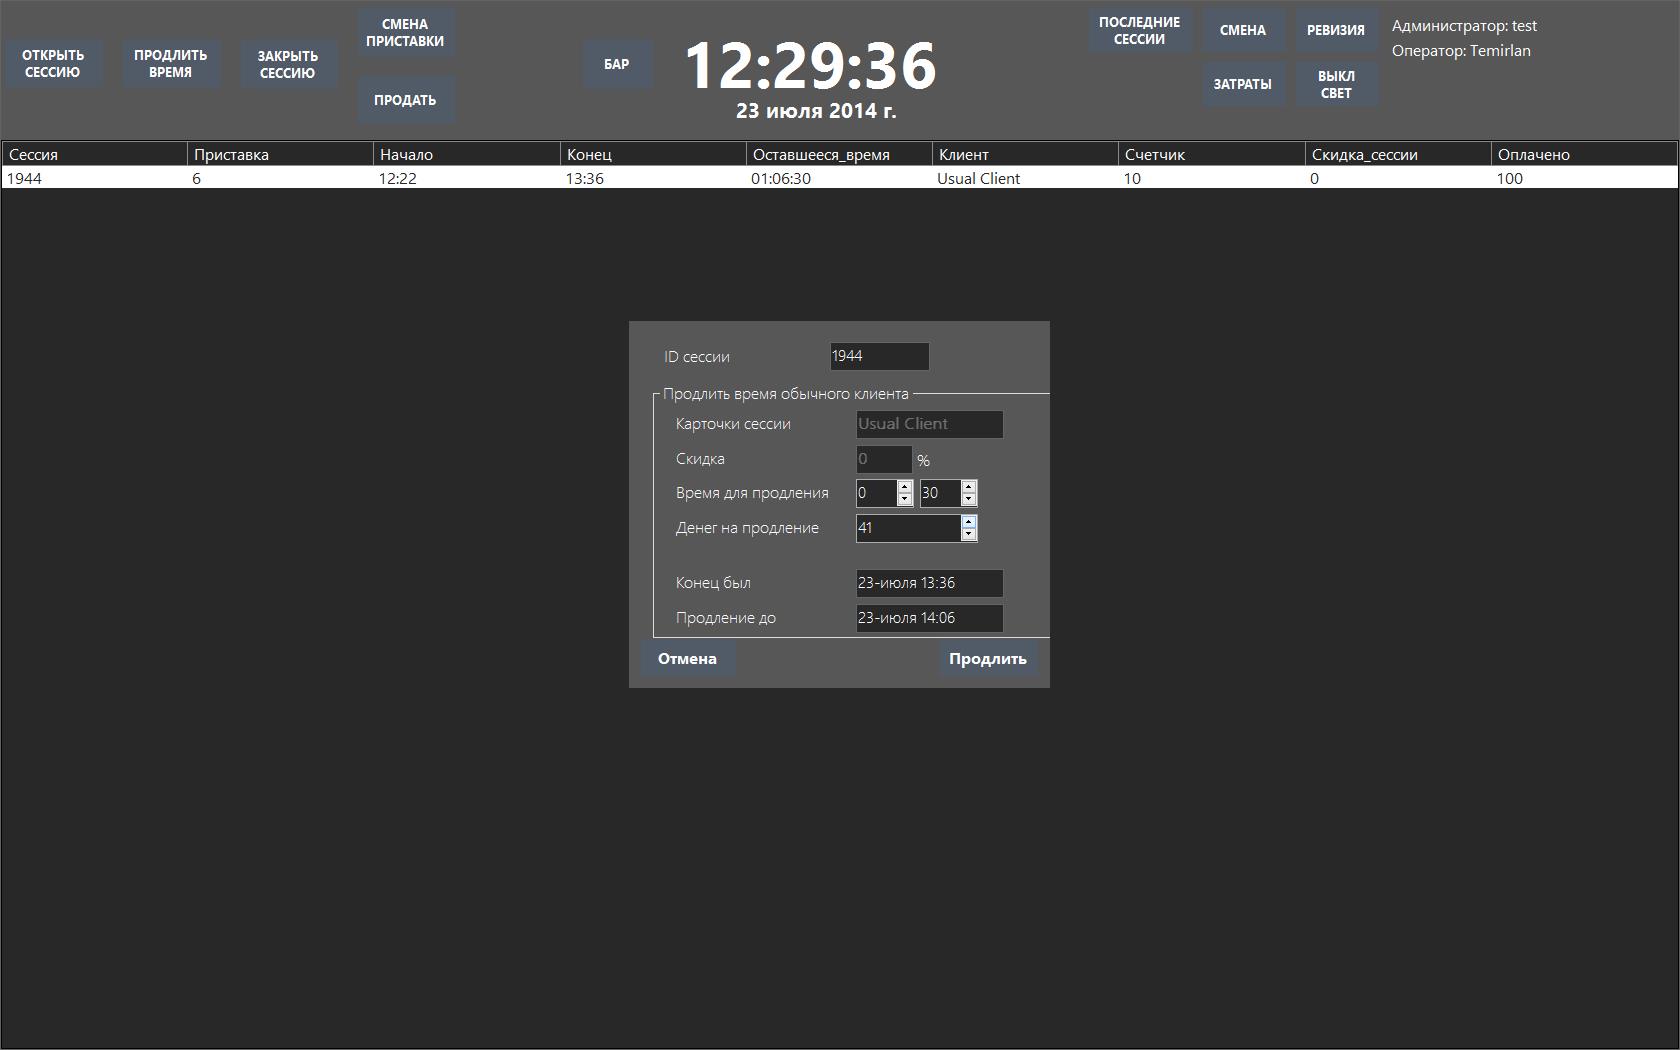 ОТКРЫТЬ
СЕССИЮ
ПРОДЛИТЬ
ВРЕМЯ
ЗАКРЫТЬ
СЕССИЮ
СМЕНА
ПРИСТАВКИ
ПРОДАТЬ
БАР
12:29:36
23 июля 2014 г.
ПОСЛЕДНИЕ
СЕССИИ
СМЕНА
РЕВИЗИЯ
ЗАТРАТЫ
ВЫКЛ
СВЕТ
Администратор: test
Оператор: Temirlan
Сессия Приставка Начало Конец Оставшееся_время Клиент Счетчик Скидка_сессии Оплачено
1944 6 12:22 13:36 01:06:30 Usual Client 10 0 100
ID сессии 1944
Продлить время обычного клиента
Карточки сессии Usual Client
Скидка 0 %
Время для продления 0 30
Денег на продление 41
Конец был 23-июля 13:36
Продление до 23-июля 14:06
Отмена Продлить